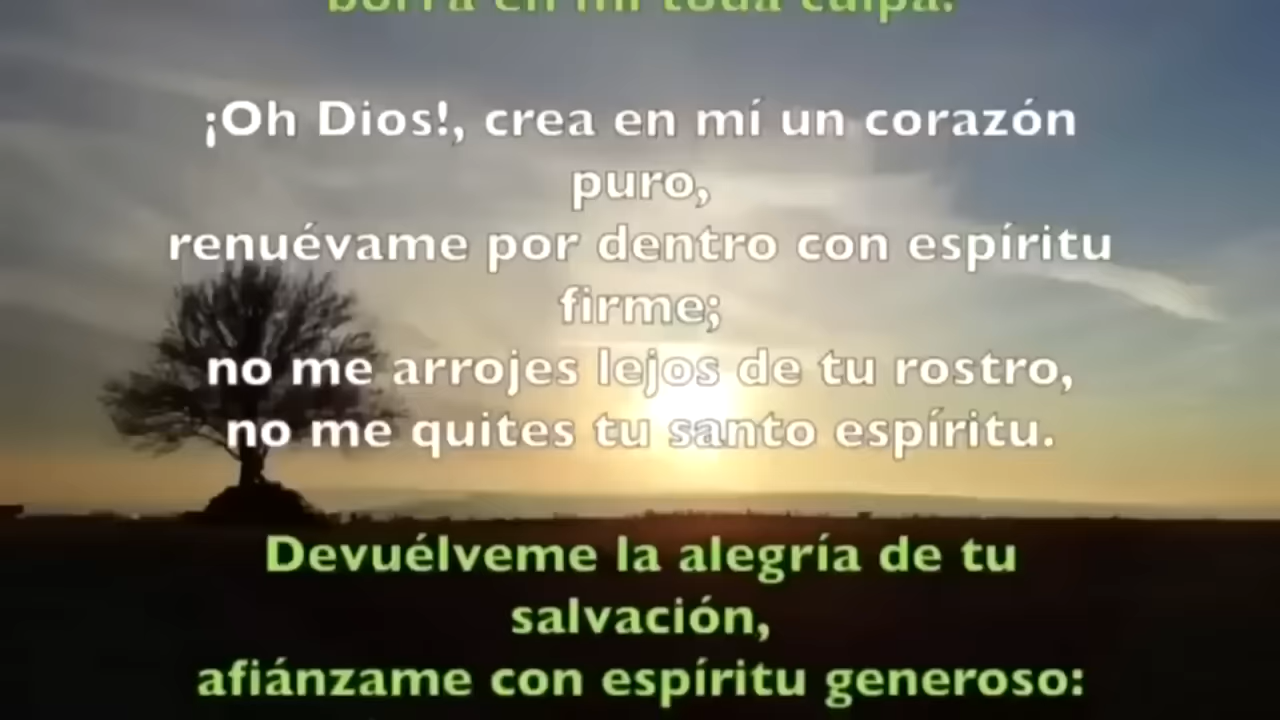 borra en mí toda culpa.
¡Oh Dios!, crea en mí un corazón
puro,
renuévame por dentro con espíritu
firme;
no me arrojes lejos de tu rostro,
no me quites tu santo espíritu.
Devuélveme la alegría de tu
salvación,
afiánzame con espíritu generoso: